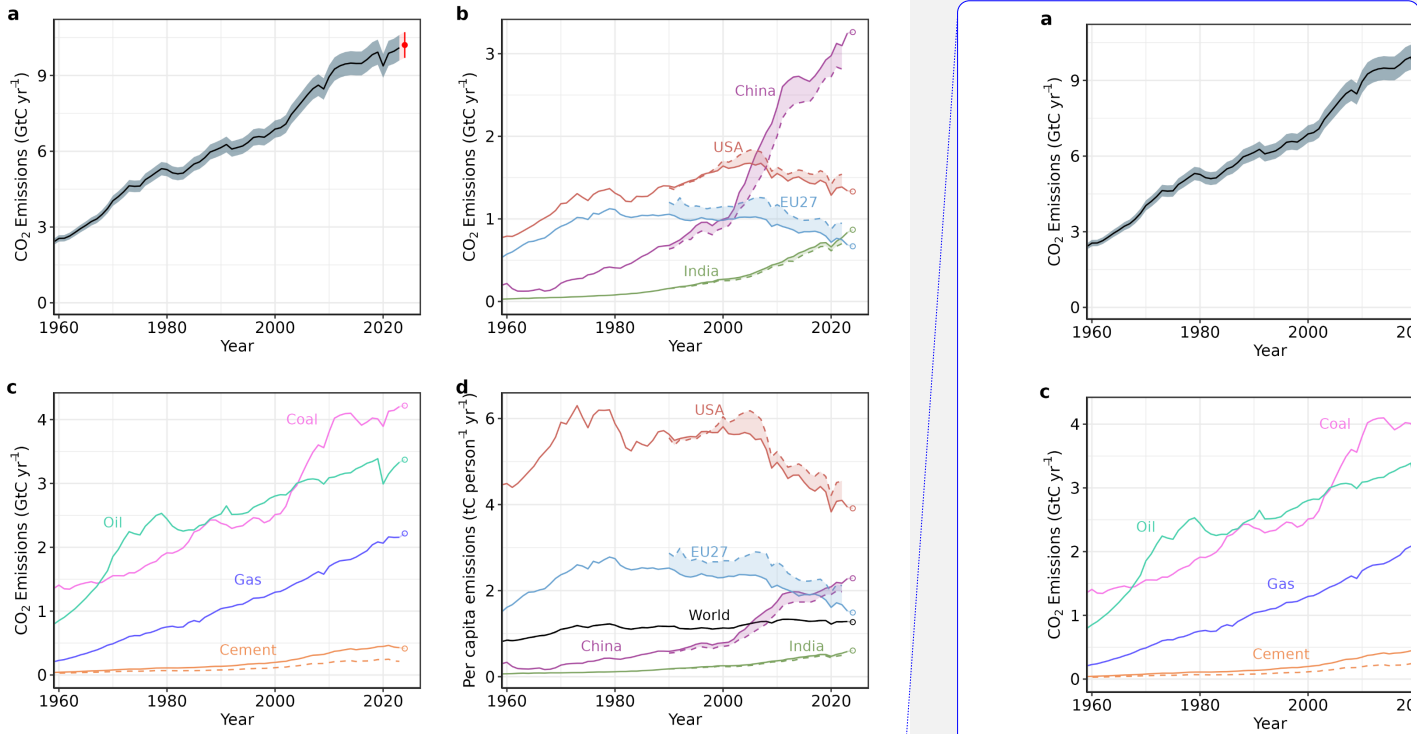 a
CO2 Emissions (GtC yr-1)
9
6
3
0
1960 1980 2000 2020
Year
b
CO2 Emissions (GtC yr-1)
3
2
1
0
China
USA
EU27
India
1960 1980 2000 2020
Year
c
CO2 Emissions (GtC yr-1)
4
3
2
1
0
Coal
Oil
Gas
Cement
1960 1980 2000 2020
Year
d
Per capita emissions (tC person-1 yr-1)
6
4
2
0
USA
EU27
World
China
India
1960 1980 2000 2020
Year
a
CO2 Emissions (GtC yr-1)
9
6
3
0
1960 1980 2000 20
Year
c
CO2 Emissions (GtC yr-1)
4
3
2
1
0
Coal
Oil
Gas
Cement
1960 1980 2000 20
Year